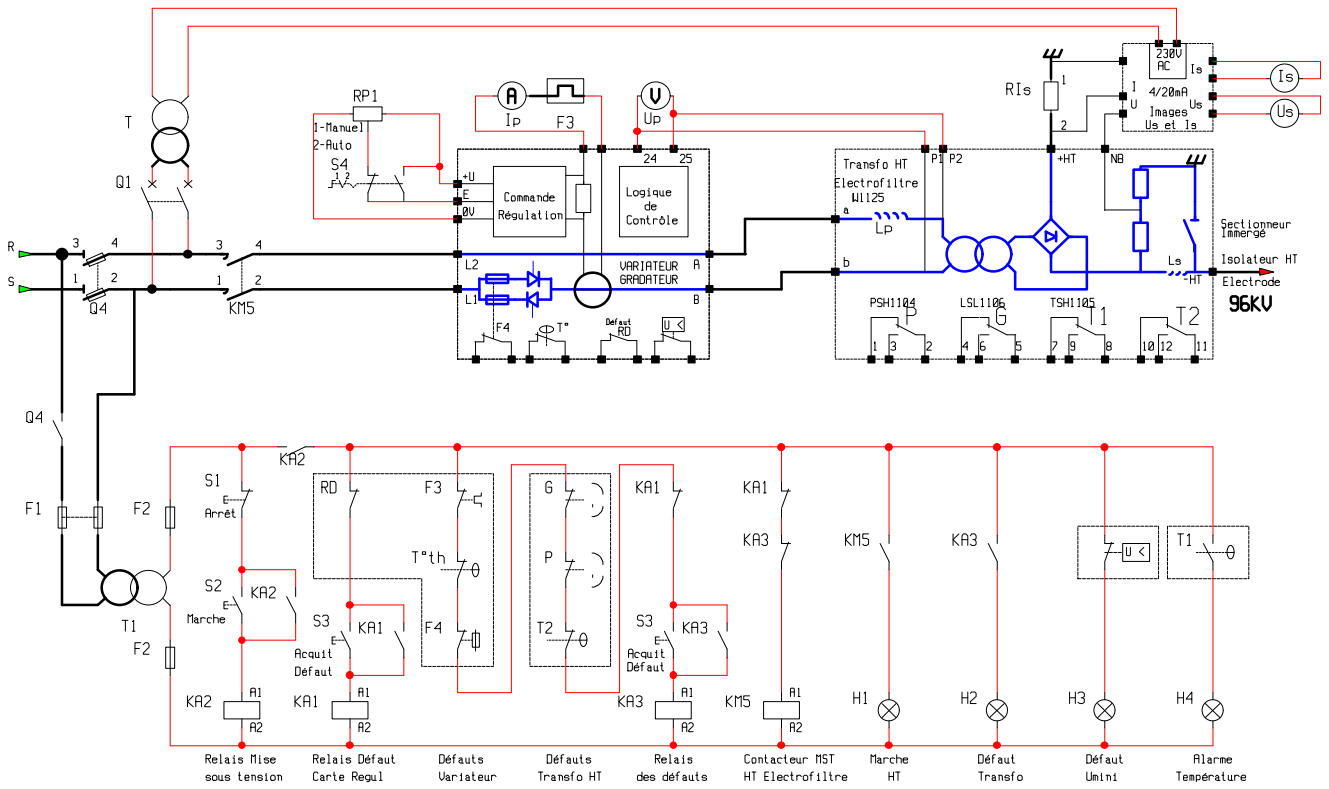 230V
AC
Is
I
U
4/20mA
Us
Images
Us et Is
Is
Us
RIs
1
2
RP1
1-Manuel
2-Auto
S4
1 2
A
Ip
F3
V
Up
T
Q1
24
25
+U
E
0V
Commande
Régulation
Logique
de
Contrôle
P1
P2
+HT
NB
Transfo HT
Electrofiltre
W1125
a
Lp
b
Ls
-HT
Sectionneur
Immergé
Isolateur HT
Electrode
96KV
R
3
4
3
4
S
1
2
1
2
Q4
KM5
L2
L1
VARIATEUR
GRADATEUR
A
B
F4
T°
Défaut
RD
U <
PSH1104
P
LSL1106
G
TSH1105
T1
T2
1
3
2
4
6
5
7
9
8
10
12
11
Q4
F1
F2
T1
F2
KA2
S1
Arrêt
S2
Marche
KA2
RD
S3
Acquit
Défaut
KA1
F3
T°th
F4
G
P
T2
KA1
S3
Acquit
Défaut
KA3
KA1
KA3
KM5
KA3
U <
T1
KA2
A1
A2
KA1
A1
A2
KA3
A1
A2
KM5
A1
A2
H1
H2
H3
H4
Relais Mise
sous tension
Relais Défaut
Carte Regul
Défauts
Variateur
Défauts
Transfo HT
Relais
des défauts
Contacteur MST
HT Electrofiltre
Marche
HT
Défaut
Transfo
Défaut
Umini
Alarme
Température